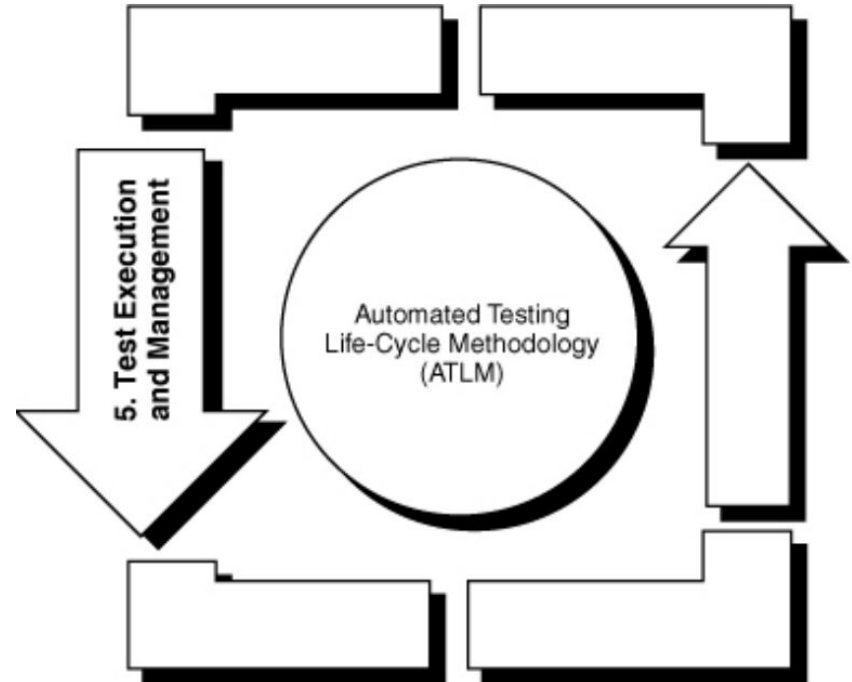 5. Test Execution
and Management
Automated Testing
Life-Cycle Methodology
(ATLM)